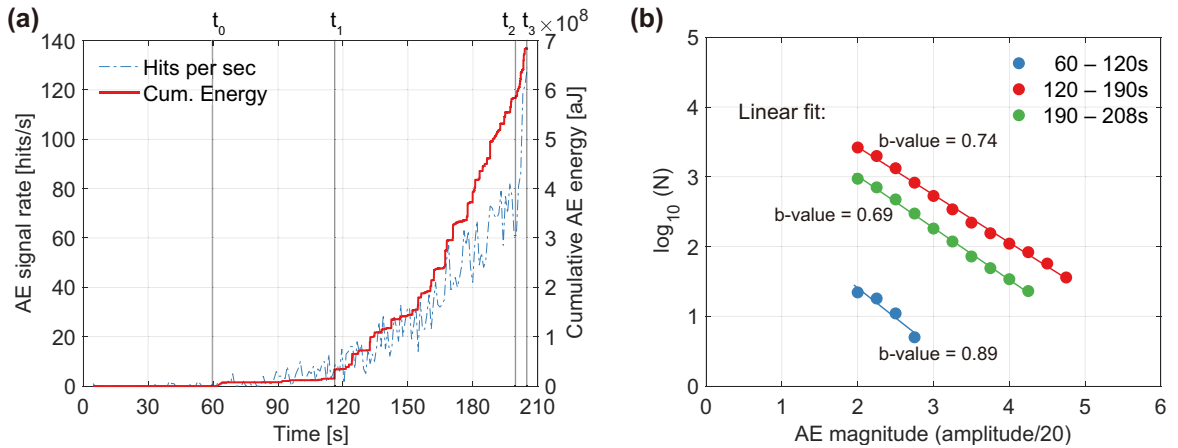 (a)
t0 t1 t2 t3 ×10^8
140 7
Hits per sec
Cum. Energy
120 6
100 5
80 4
60 3
40 2
20 1
0 0
AE signal rate [hits/s]
Cumulative AE energy [aJ]
0 30 60 90 120 150 180 210
Time [s]
(b)
5
4
3
2
1
0
log10 (N)
60 – 120s
120 – 190s
190 – 208s
Linear fit:
b-value = 0.74
b-value = 0.69
b-value = 0.89
0 1 2 3 4 5 6
AE magnitude (amplitude/20)